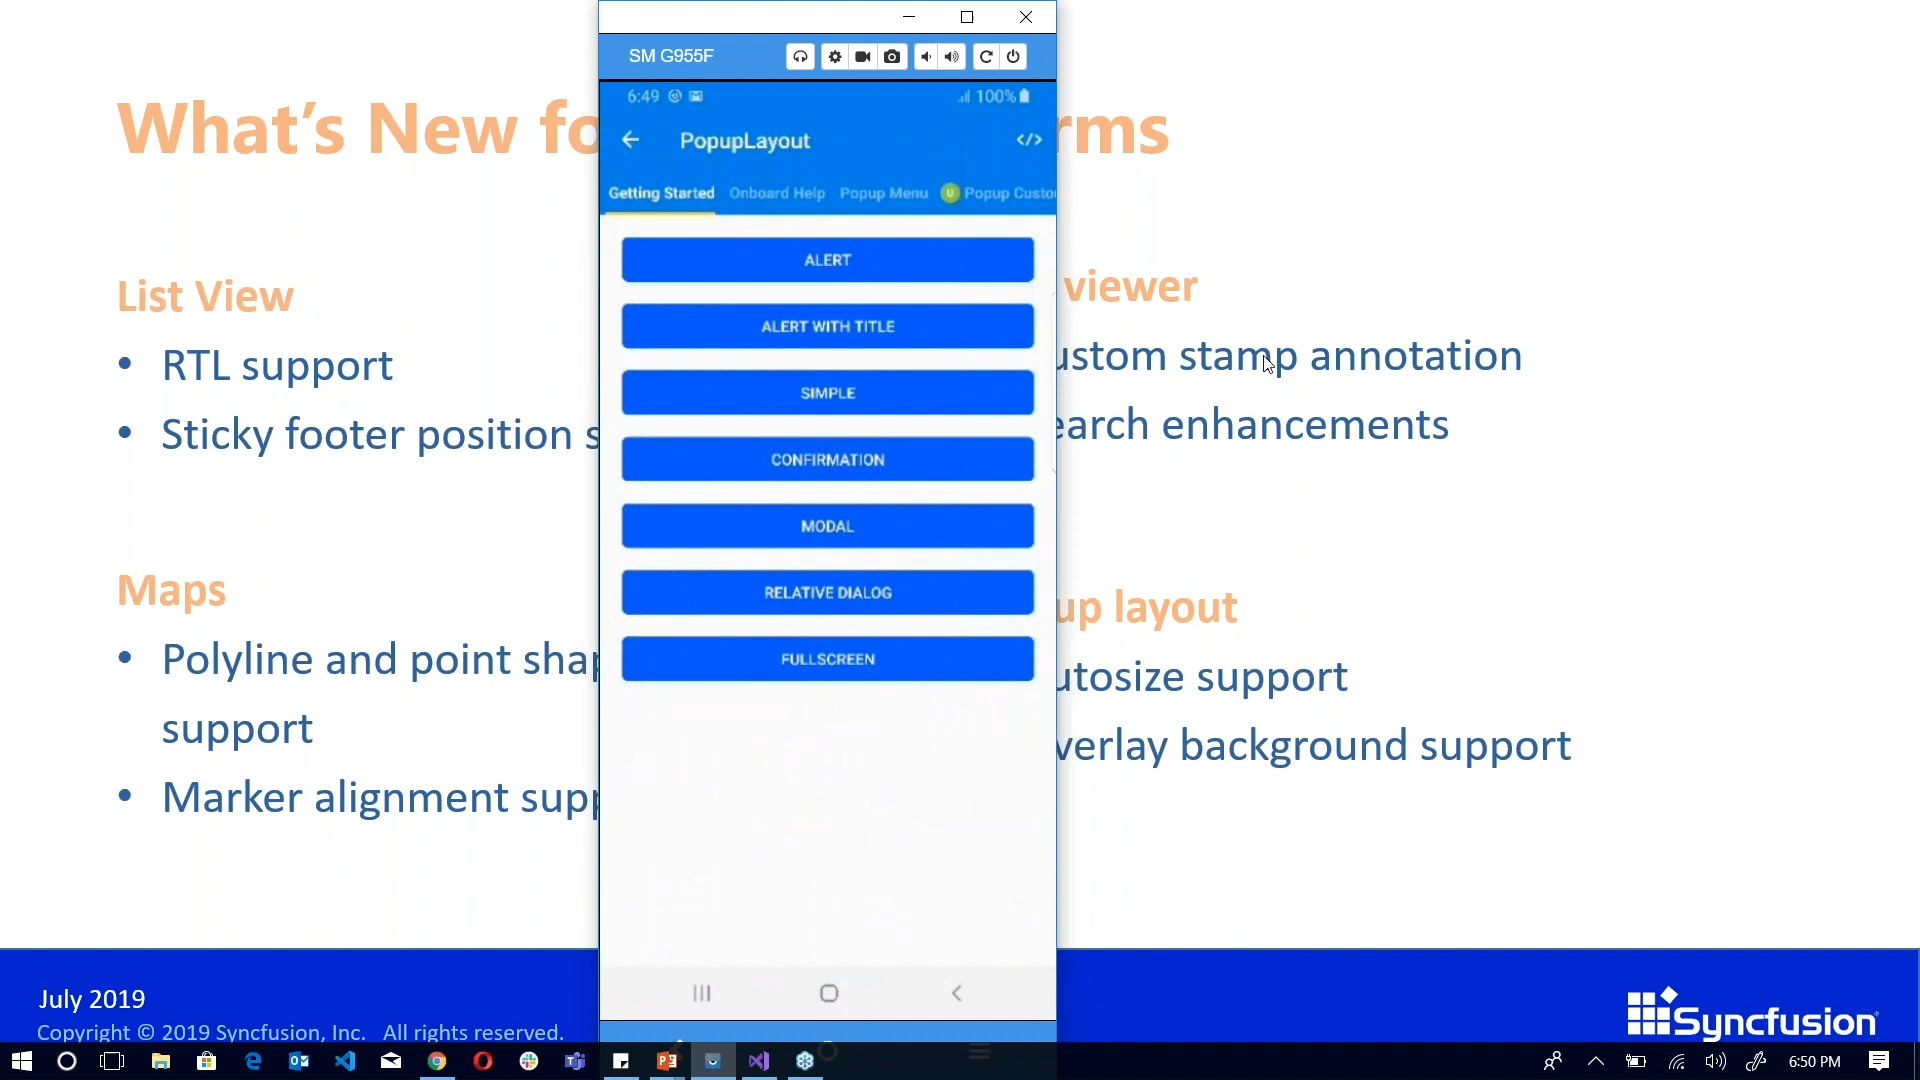 SM G955F
6:49
100%
PopupLayout
</>
Getting Started Onboard Help Popup Menu U Popup Custo
ALERT
ALERT WITH TITLE
SIMPLE
CONFIRMATION
MODAL
RELATIVE DIALOG
FULLSCREEN
What's New fo
rms
List View
• RTL support
• Sticky footer position s
Maps
• Polyline and point shap
support
• Marker alignment supp
viewer
ustom stamp annotation
earch enhancements
up layout
utosize support
verlay background support
July 2019
Copyright © 2019 Syncfusion, Inc. All rights reserved.
Syncfusion
6:50 PM